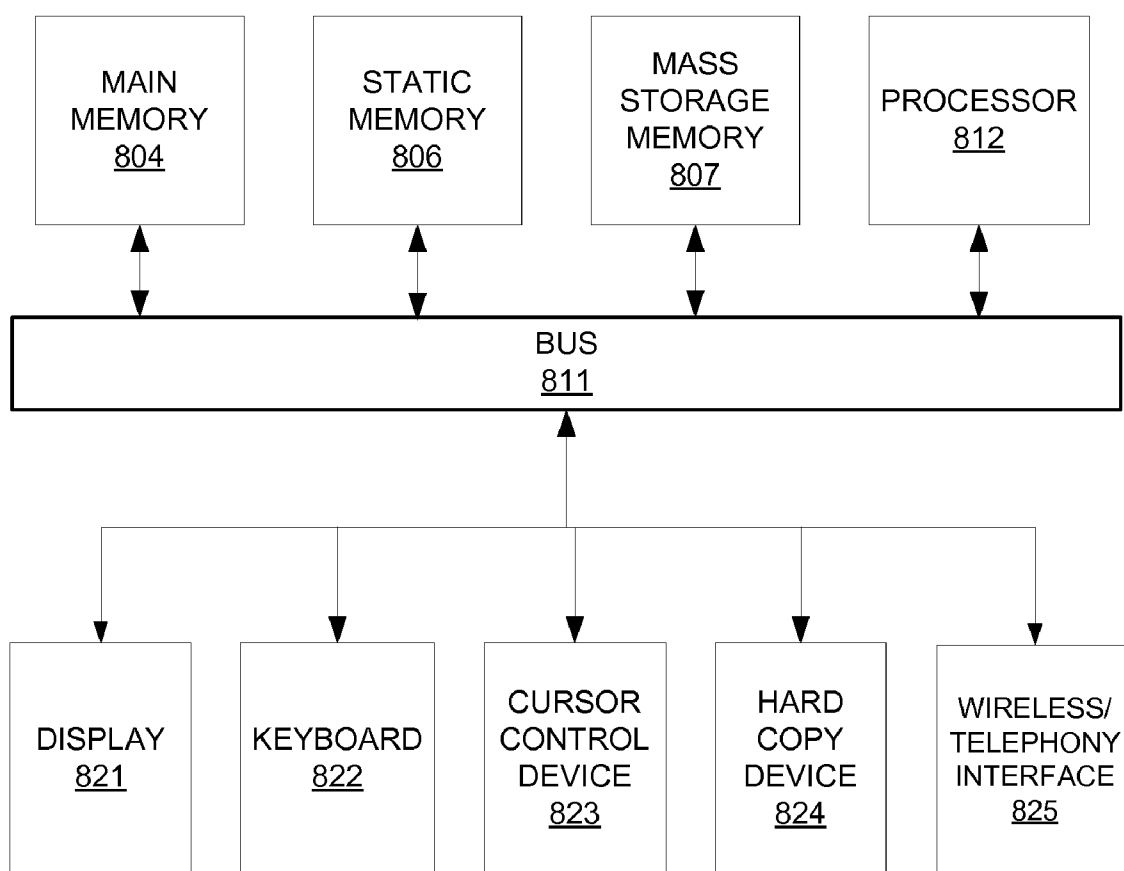 MAIN
MEMORY
804
STATIC
MEMORY
806
MASS
STORAGE
MEMORY
807
PROCESSOR
812
BUS
811
DISPLAY
821
KEYBOARD
822
CURSOR
CONTROL
DEVICE
823
HARD
COPY
DEVICE
824
WIRELESS/
TELEPHONY
INTERFACE
825